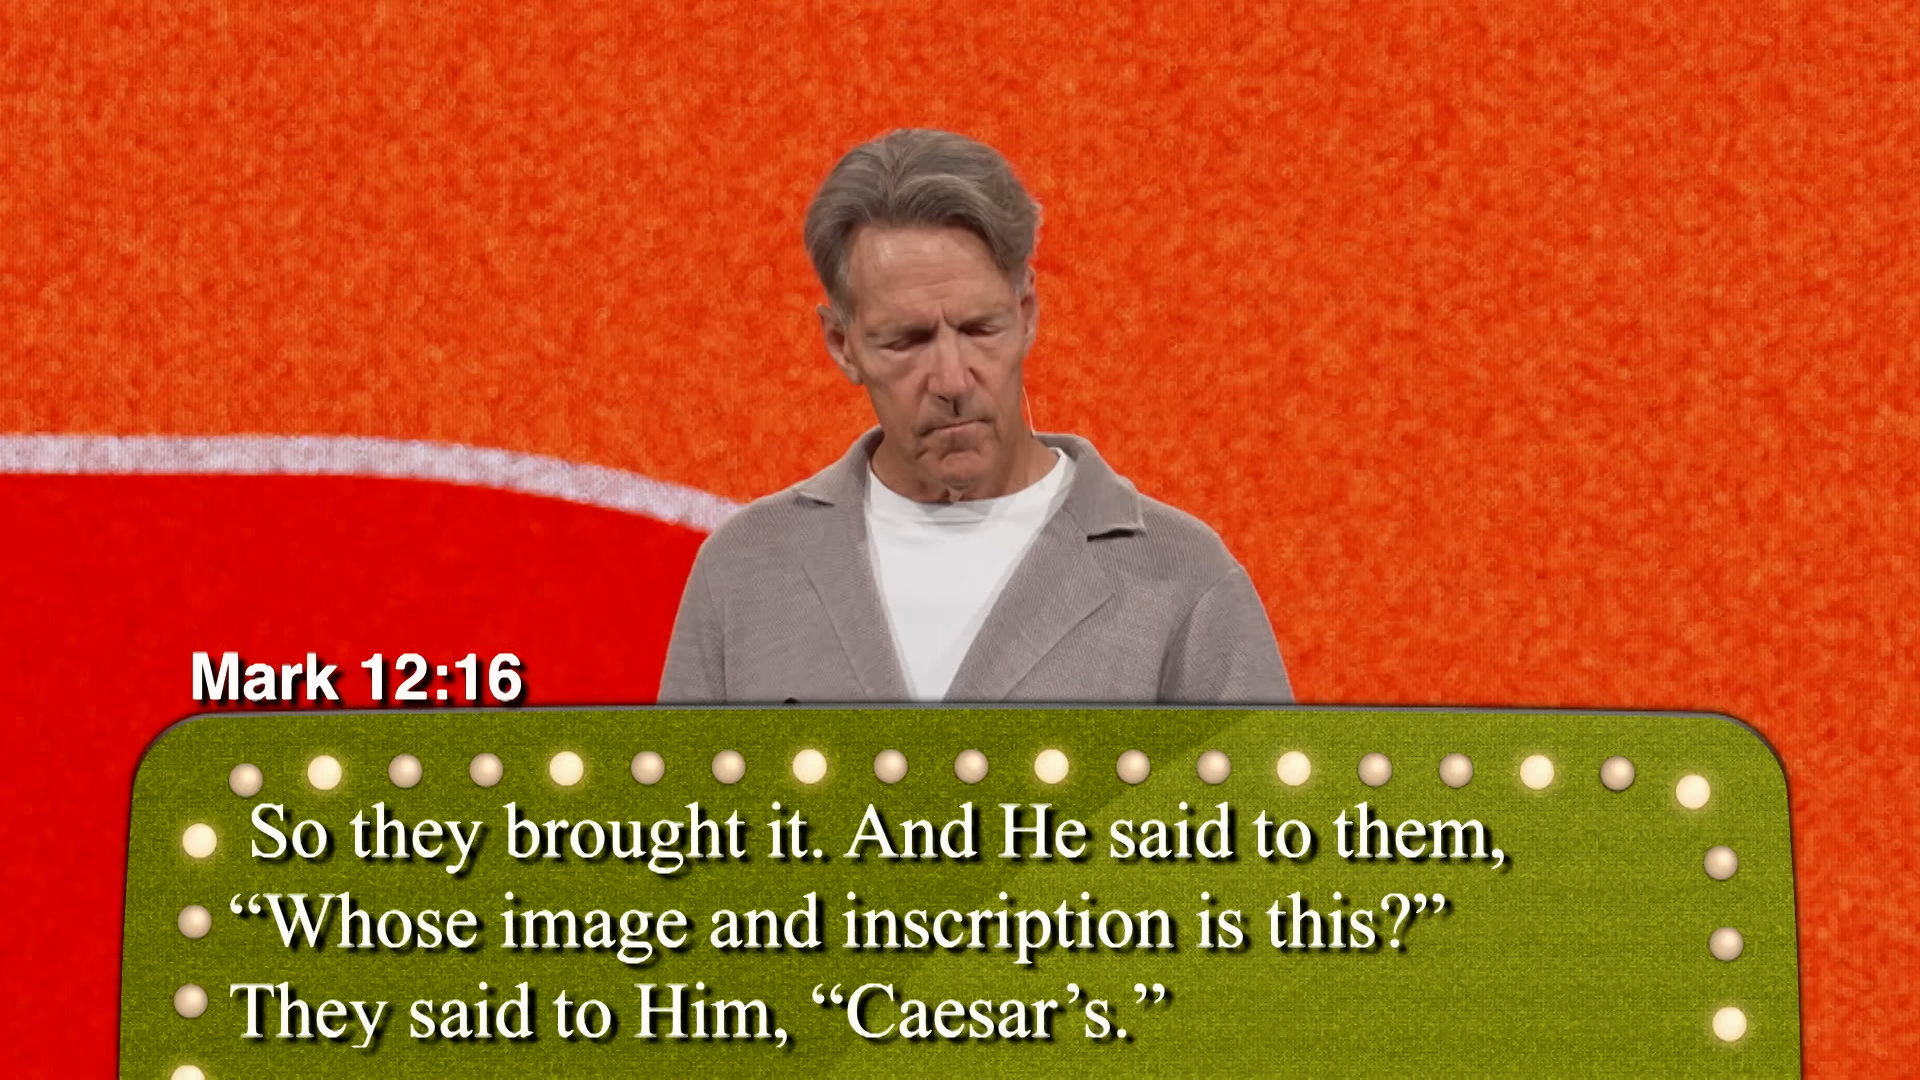 Mark 12:16
So they brought it. And He said to them,
“Whose image and inscription is this?”
They said to Him, “Caesar’s.”